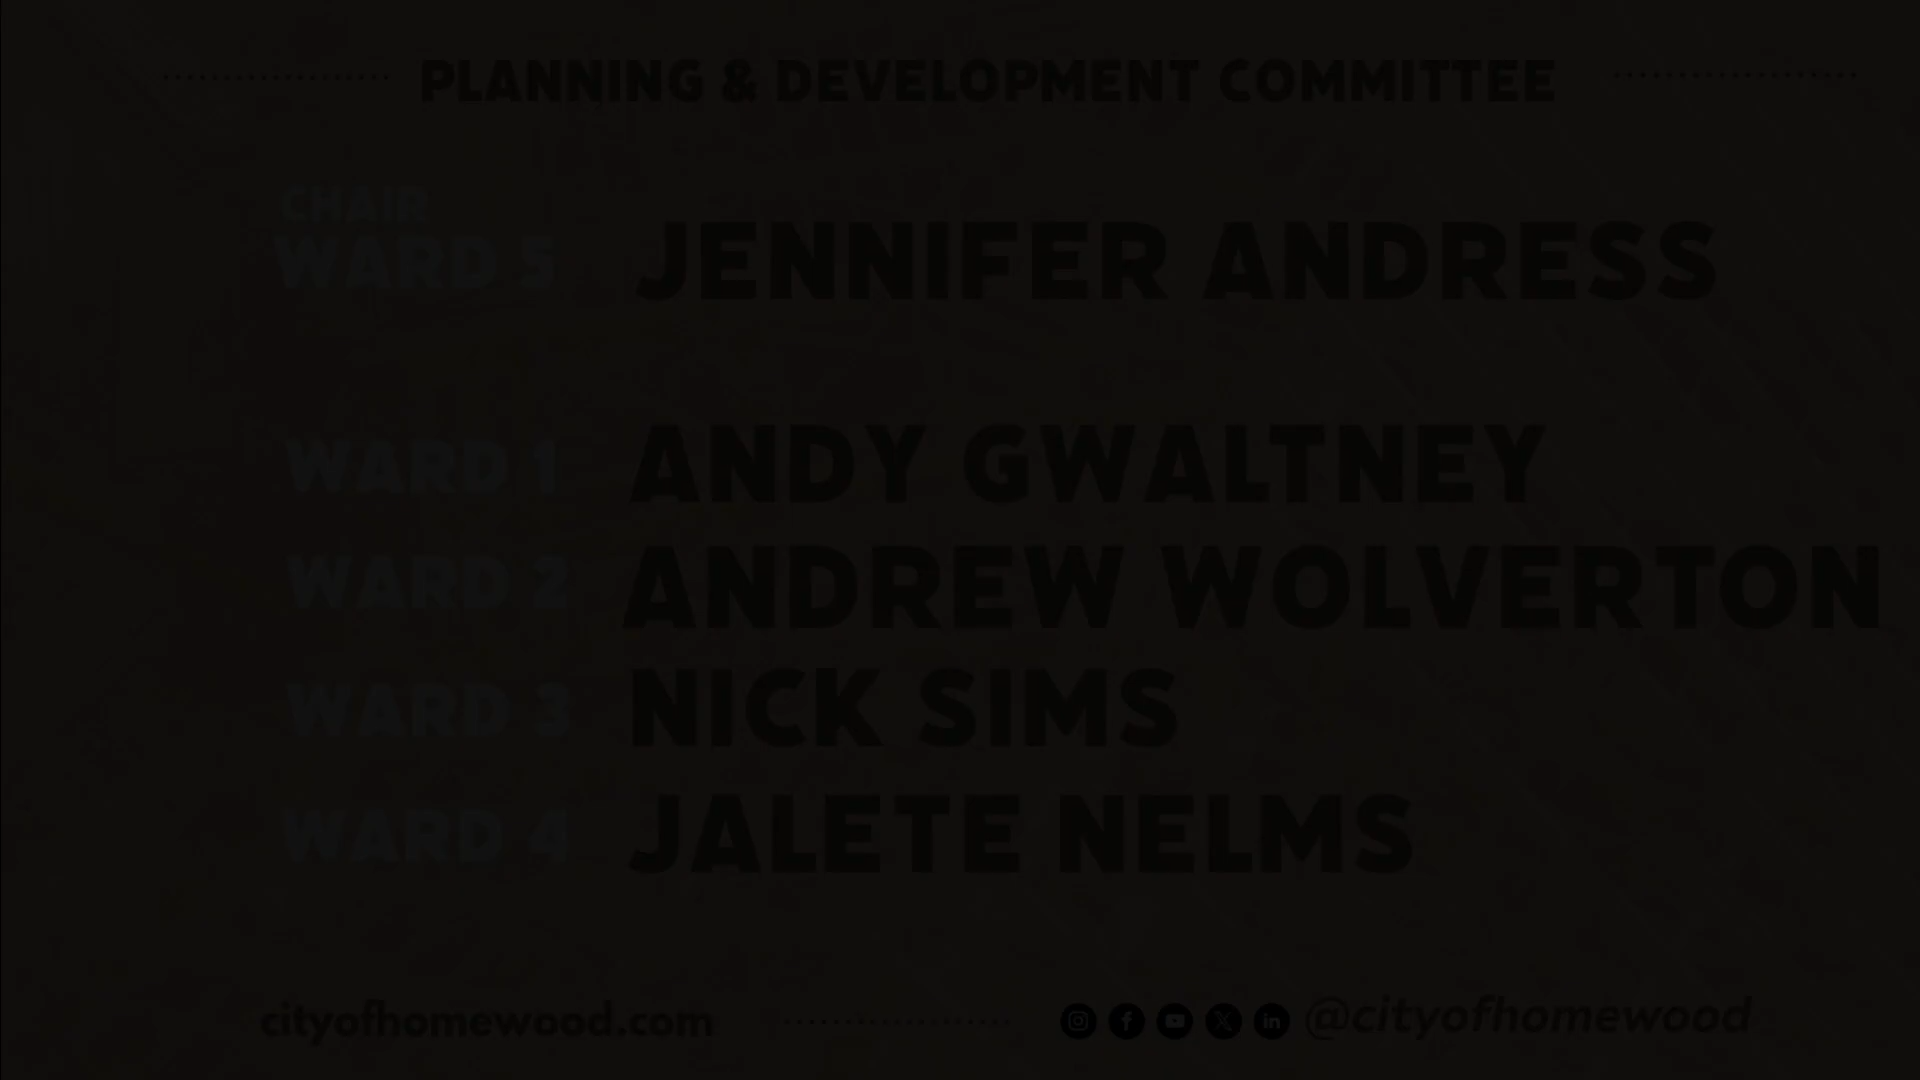 PLANNING & DEVELOPMENT COMMITTEE
CHAIR
WARD 5 JENNIFER ANDRESS
WARD 1 ANDY GWALTNEY
WARD 2 ANDREW WOLVERTON
WARD 3 NICK SIMS
WARD 4 JALETE NELMS
cityofhomewood.com @cityofhomewood